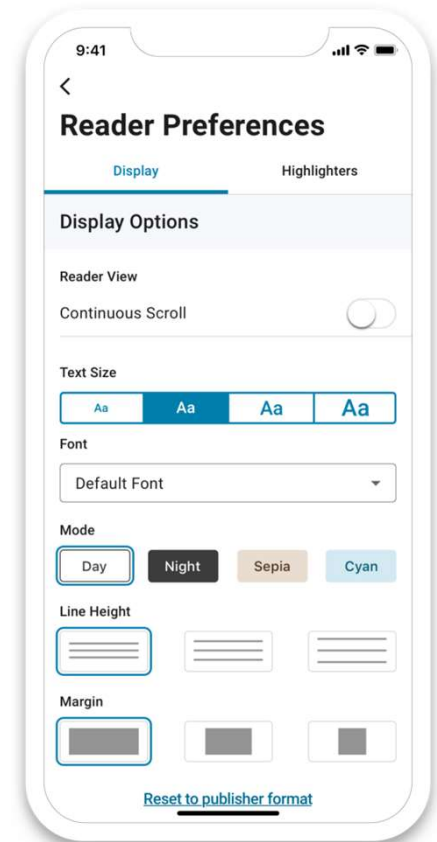 9:41
Reader Preferences
Display Highlighters
Display Options
Reader View
Continuous Scroll
Text Size
Aa Aa Aa Aa
Font
Default Font
Mode
Day Night Sepia Cyan
Line Height
Margin
Reset to publisher format